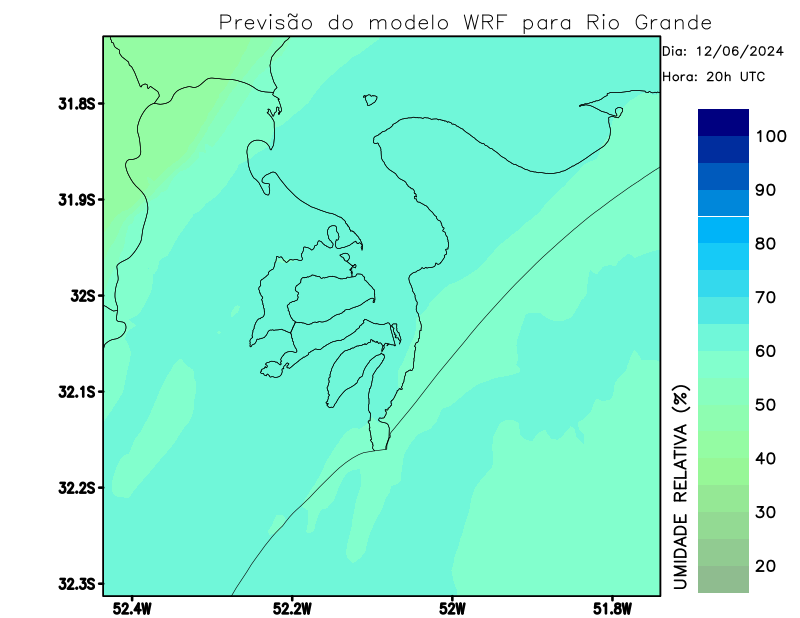 Previsão do modelo WRF para Rio Grande
Dia: 12/06/2024
Hora: 20h UTC
31.8S
31.9S
32S
32.1S
32.2S
32.3S
52.4W
52.2W
52W
51.8W
UMIDADE RELATIVA (%)
100
90
80
70
60
50
40
30
20